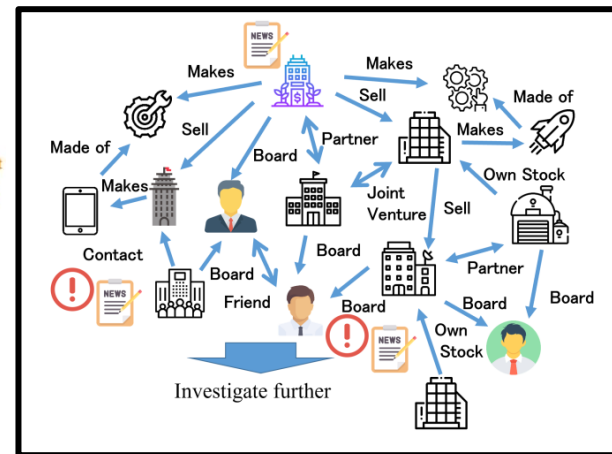 NEWS
Makes
Makes
Sell
Made of
Sell
Partner
Makes
Made of
Board
Own Stock
Makes
Joint
Venture
Sell
Contact
Board
Partner
NEWS
Board
Friend
Board
Board
Board
NEWS
Own
Stock
Investigate further
t